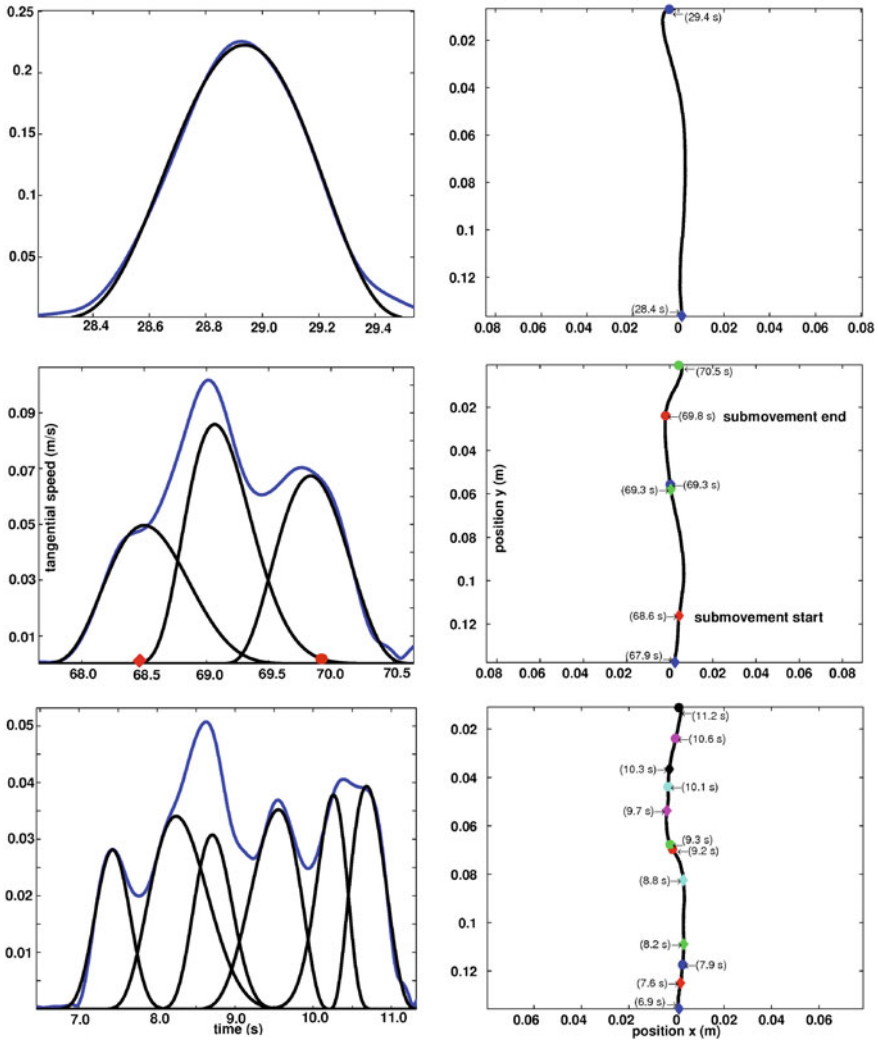 0.25
0.2
0.15
0.1
0.05
28.4 28.6 28.8 29.0 29.2 29.4
0.02
0.04
0.06
0.08
0.1
0.12
(29.4 s)
(28.4 s)
0.08 0.06 0.04 0.02 0 0.02 0.04 0.06 0.08
tangential speed (m/s)
0.09
0.07
0.05
0.03
0.01
68.0 68.5 69.0 69.5 70.0 70.5
position y (m)
0.02
0.04
0.06
0.08
0.1
0.12
(70.5 s)
(69.8 s) submovement end
(69.3 s)
(69.3 s)
(68.6 s) submovement start
(67.9 s)
0.08 0.06 0.04 0.02 0 0.02 0.04 0.06 0.08
0.05
0.04
0.03
0.02
0.01
7.0 8.0 9.0 10.0 11.0
time (s)
0.02
0.04
0.06
0.08
0.1
0.12
(11.2 s)
(10.6 s)
(10.3 s)
(10.1 s)
(9.7 s)
(9.3 s)
(9.2 s)
(8.8 s)
(8.2 s)
(7.9 s)
(7.6 s)
(6.9 s)
0.06 0.04 0.02 0 0.02 0.04 0.06
position x (m)